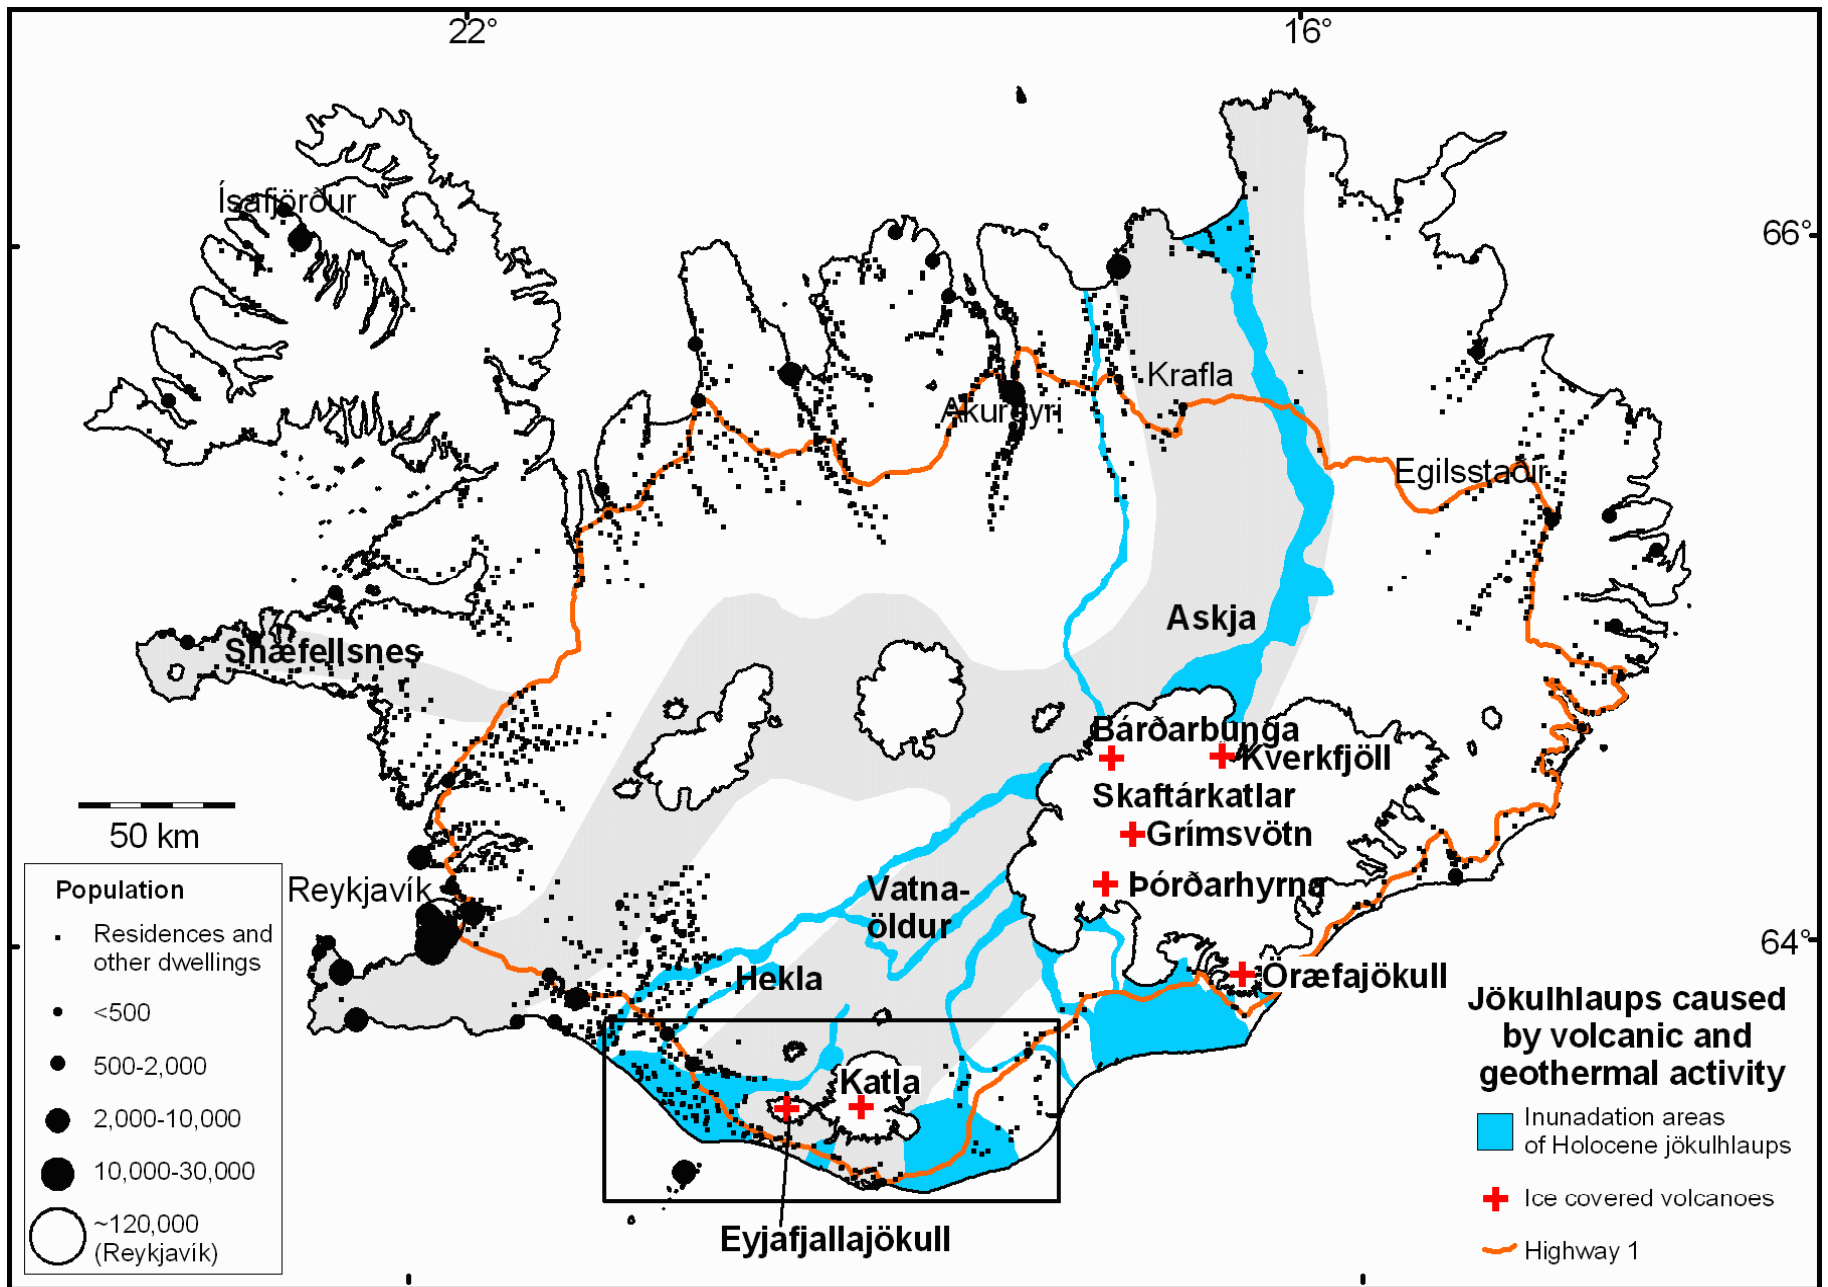 22°
16°
Ísafjörður
66°
Krafla
Akureyri
Egilsstaðir
Askja
Snæfellsnes
Bárðarbunga
Kverkfjöll
Skaftárkatlar
50 km
Grímsvötn
Population
Reykjavík
Vatna-
öldur
Þórðarhyrna
Residences and
other dwellings
64°
Hekla
Öræfajökull
<500
Jökulhlaups caused
by volcanic and
geothermal activity
500-2,000
Katla
2,000-10,000
Inunadation areas
of Holocene jökulhlaups
10,000-30,000
Ice covered volcanoes
~120,000
(Reykjavík)
Eyjafjallajökull
Highway 1